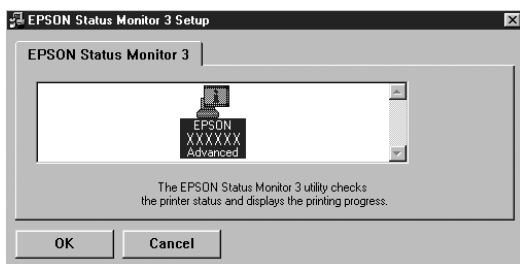 EPSON Status Monitor 3 Setup
EPSON Status Monitor 3
EPSON
XXXXXX
Advanced
The EPSON Status Monitor 3 utility checks
the printer status and displays the printing progress.
OK
Cancel